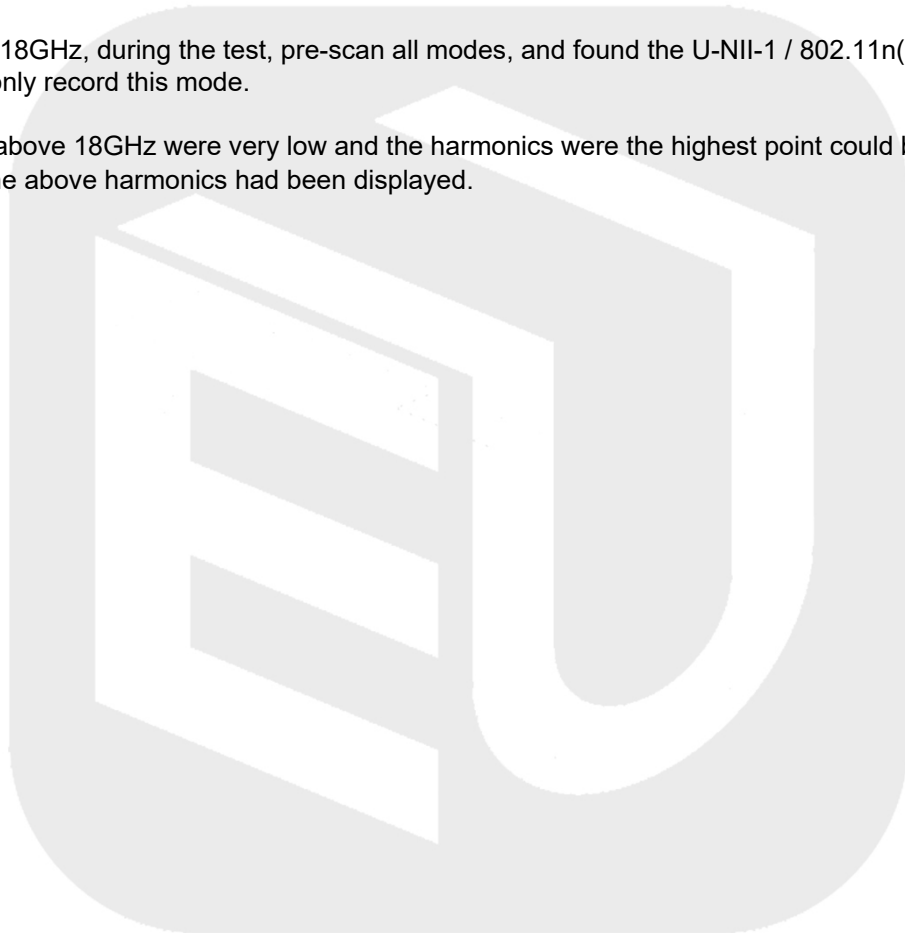 18GHz, during the test, pre-scan all modes, and found the U-NII-1 / 802.11n(
only record this mode.
above 18GHz were very low and the harmonics were the highest point could
above harmonics had been displayed.
EU